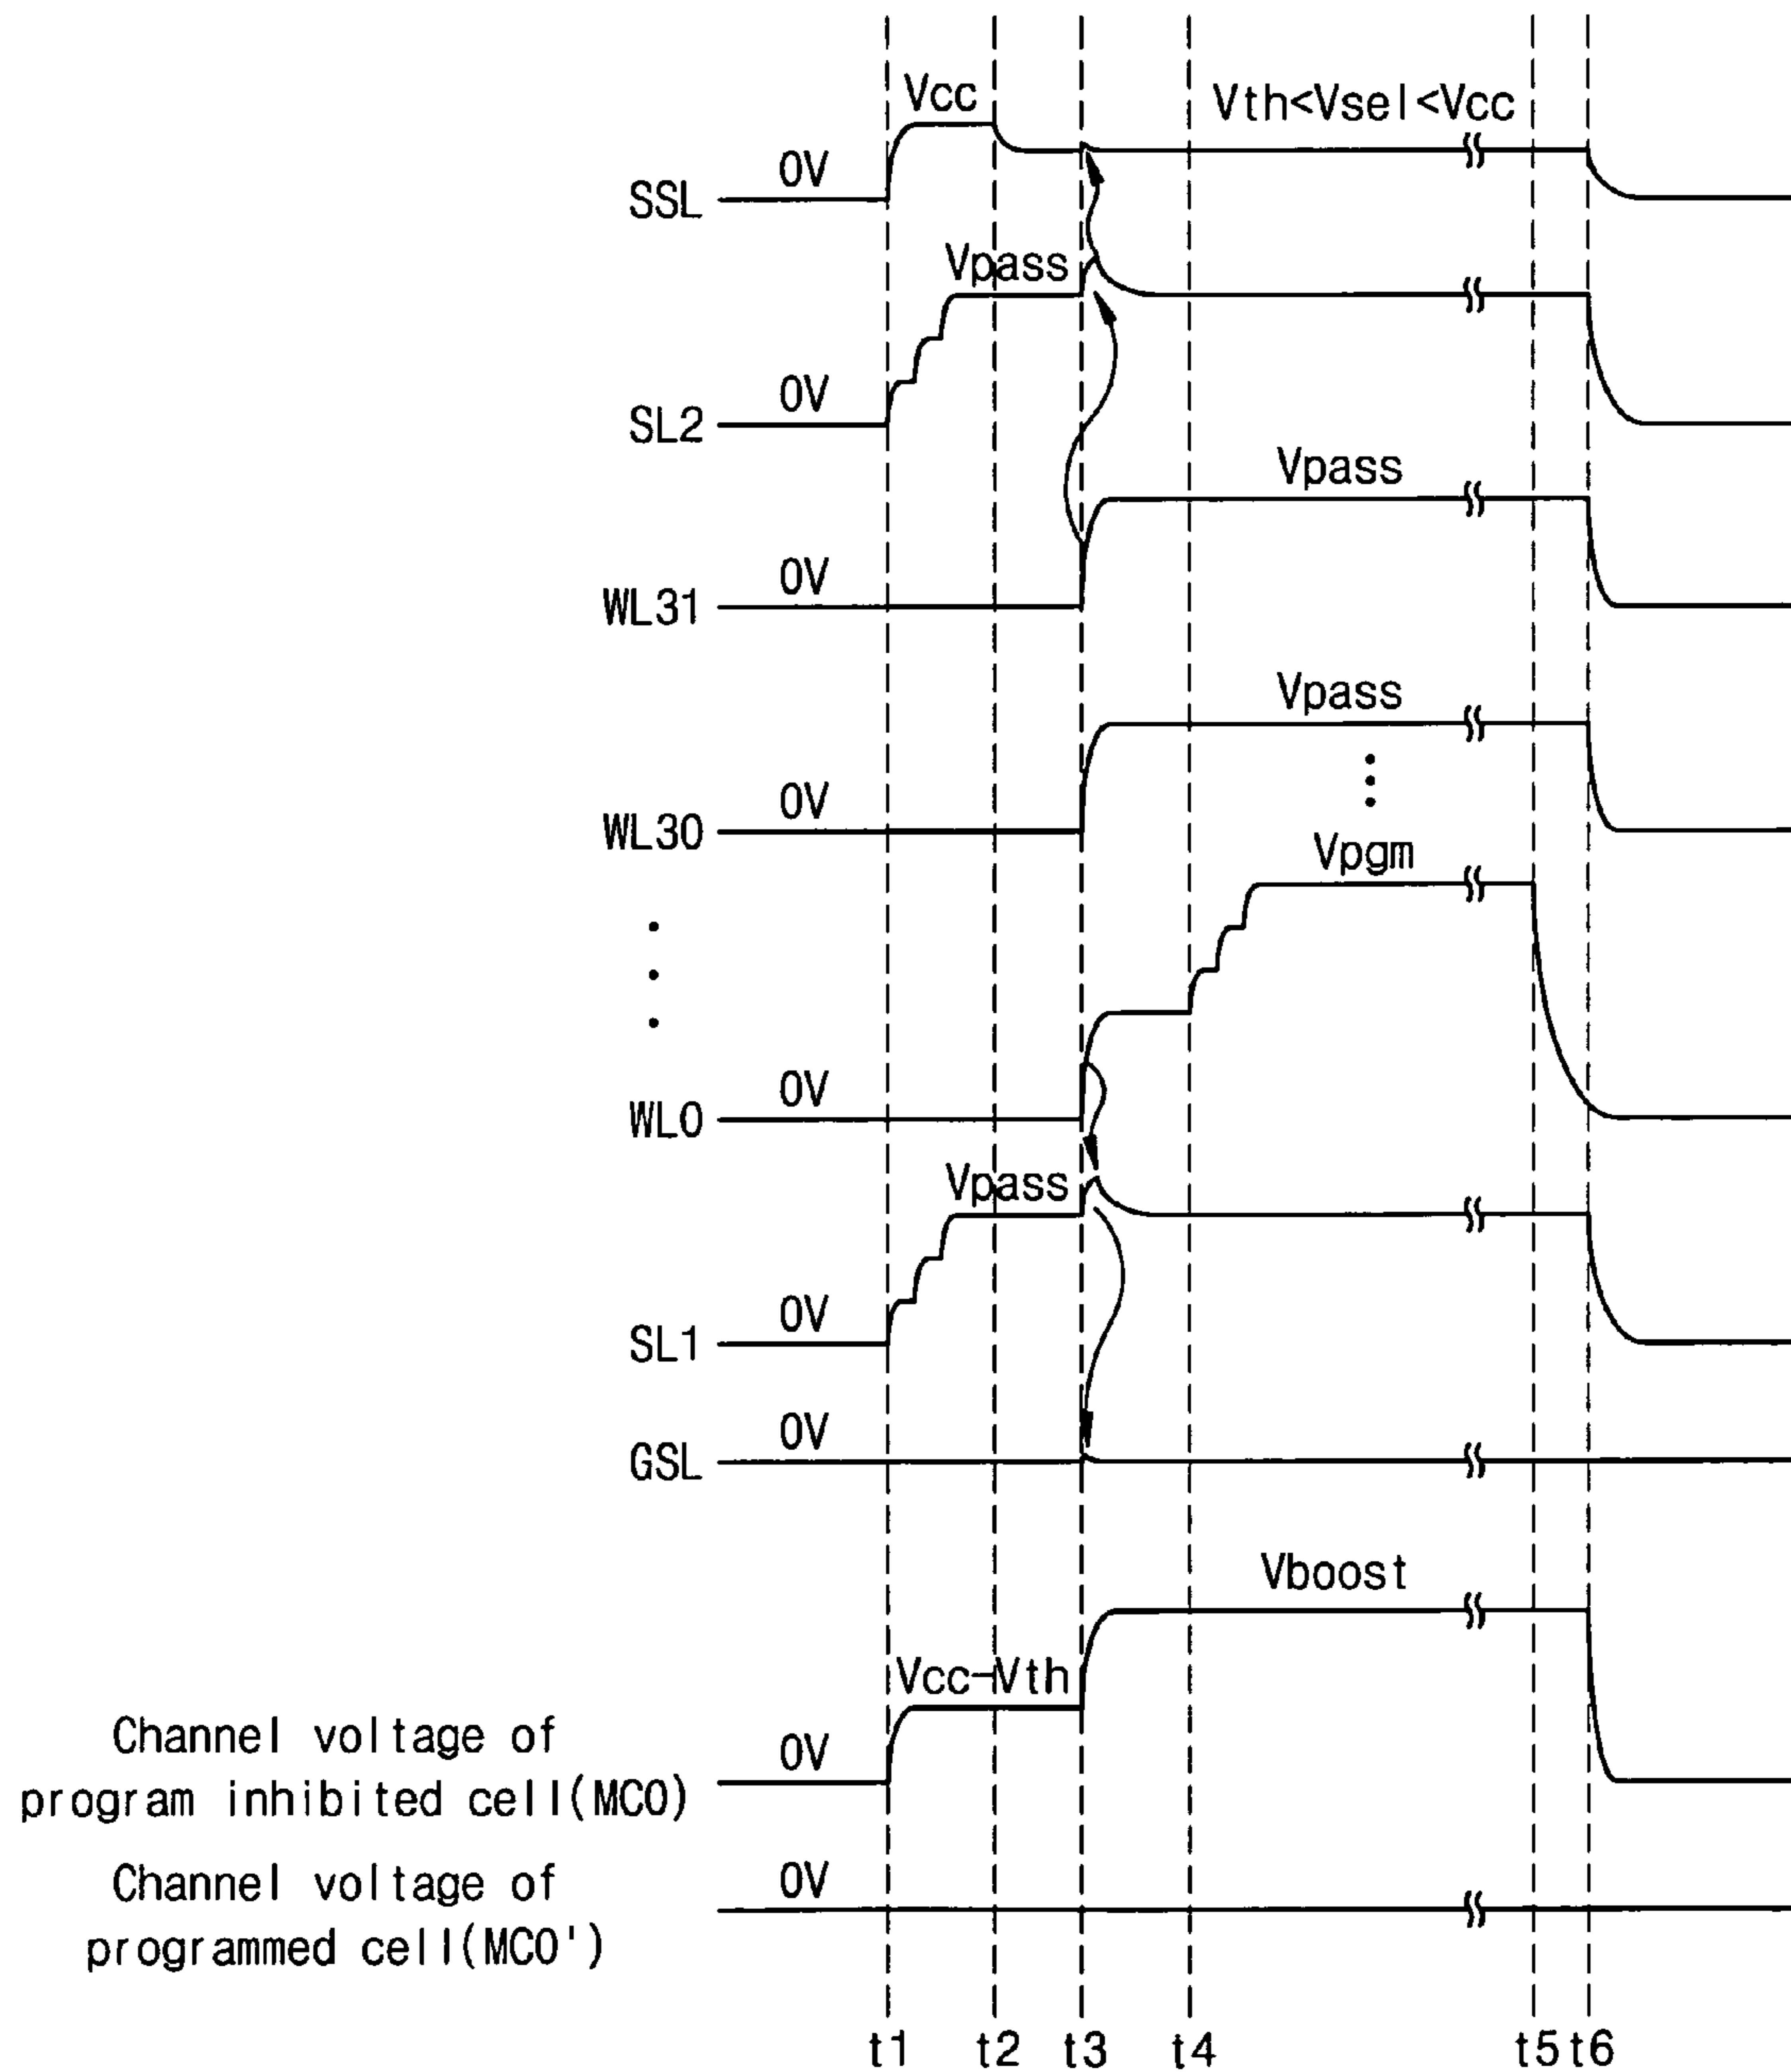 Vcc
Vth<Vsel<Vcc
0V
SSL
Vpass
0V
SL2
Vpass
0V
WL31
Vpass
0V
WL30
Vpgm
0V
WL0
Vpass
0V
SL1
0V
GSL
Vboost
Vcc-Vth
Channel voltage of
program inhibited cell(MC0)
0V
Channel voltage of
programmed cell(MC0')
0V
t1 t2 t3 t4 t5 t6